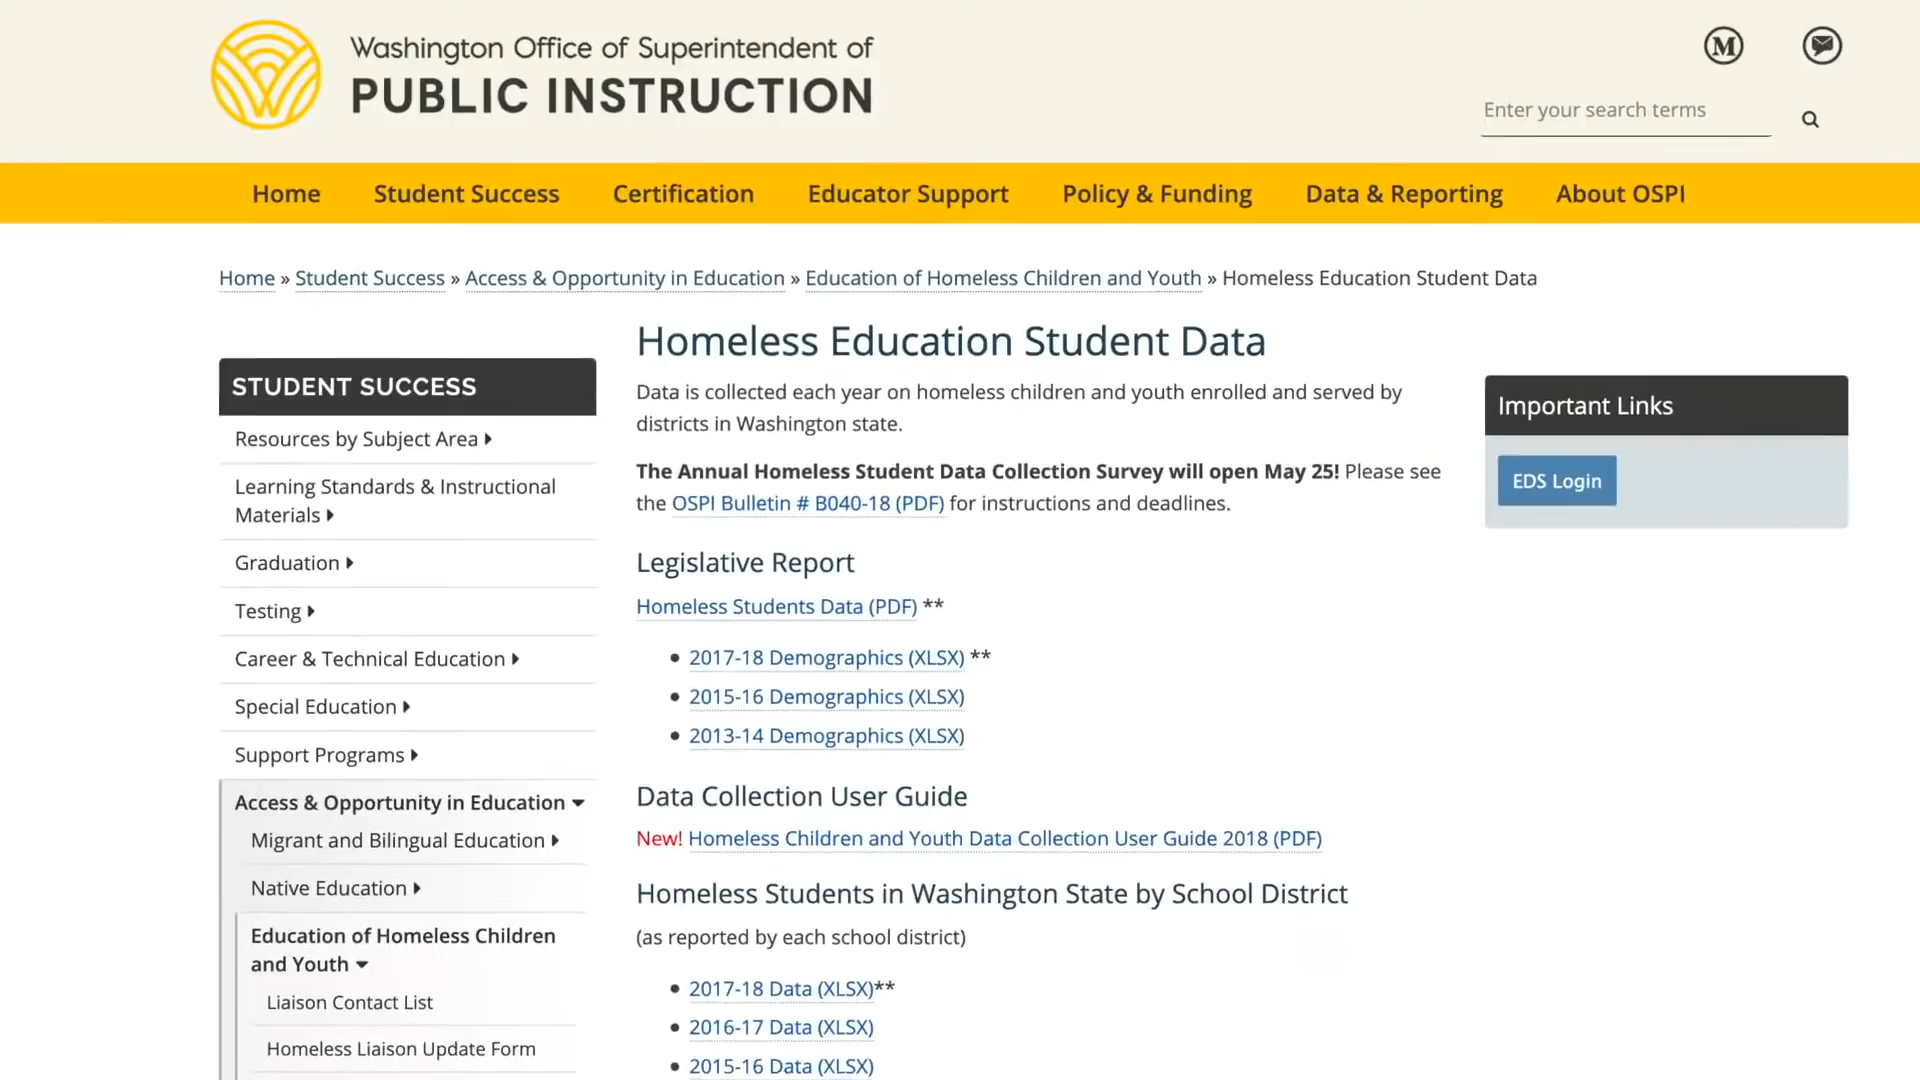 Washington Office of Superintendent of
PUBLIC INSTRUCTION
M
Enter your search terms
Home
Student Success
Certification
Educator Support
Policy & Funding
Data & Reporting
About OSPI
Home » Student Success » Access & Opportunity in Education » Education of Homeless Children and Youth » Homeless Education Student Data
STUDENT SUCCESS
Resources by Subject Area
Learning Standards & Instructional
Materials
Graduation
Testing
Career & Technical Education
Special Education
Support Programs
Access & Opportunity in Education
Migrant and Bilingual Education
Native Education
Education of Homeless Children
and Youth
Liaison Contact List
Homeless Liaison Update Form
Homeless Education Student Data
Data is collected each year on homeless children and youth enrolled and served by
districts in Washington state.
The Annual Homeless Student Data Collection Survey will open May 25! Please see
the OSPI Bulletin # B040-18 (PDF) for instructions and deadlines.
Legislative Report
Homeless Students Data (PDF) **
2017-18 Demographics (XLSX) **
2015-16 Demographics (XLSX)
2013-14 Demographics (XLSX)
Data Collection User Guide
New! Homeless Children and Youth Data Collection User Guide 2018 (PDF)
Homeless Students in Washington State by School District
(as reported by each school district)
2017-18 Data (XLSX)**
2016-17 Data (XLSX)
2015-16 Data (XLSX)
Important Links
EDS Login